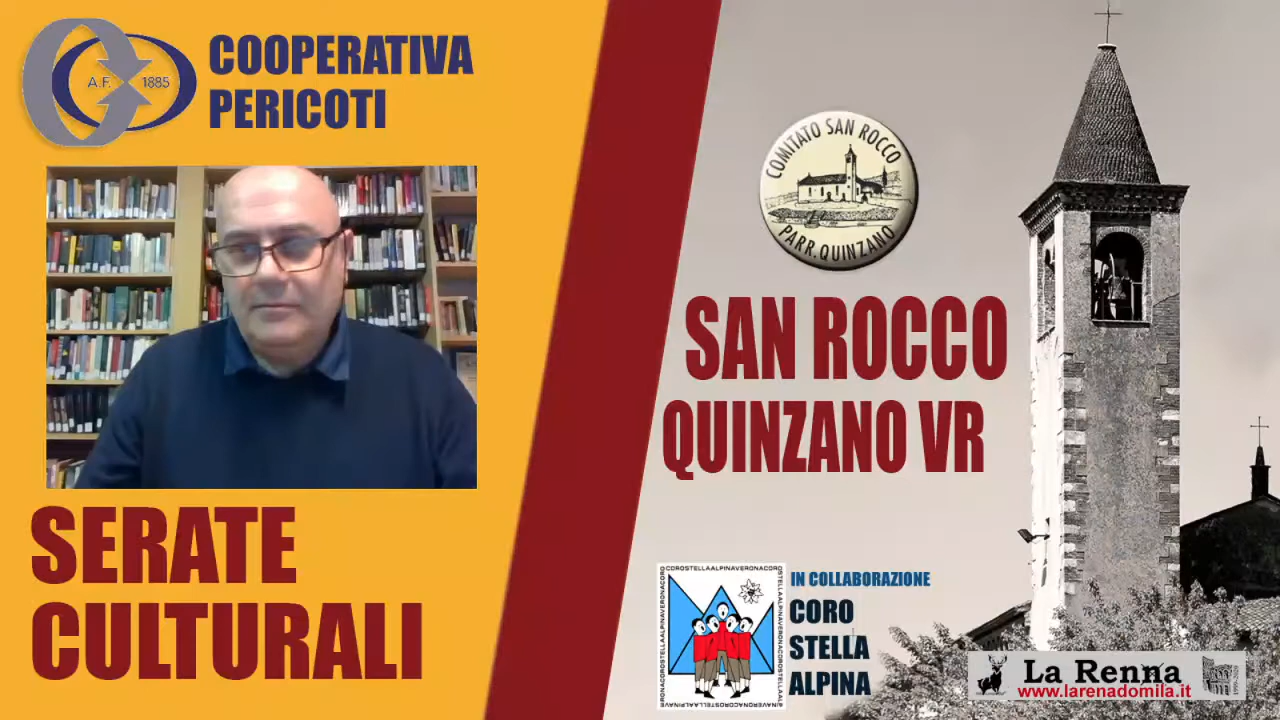 A.F. 1885
COOPERATIVA
PERICOTI
SERATE
CULTURALI
COMITATO SAN ROCCO
PARR. QUINZANO
SAN ROCCO
QUINZANO VR
COROSTELLAALPINAVERONACORO
IN COLLABORAZIONE
CORO
STELLA
ALPINA
La Renna
www.larenadomila.it